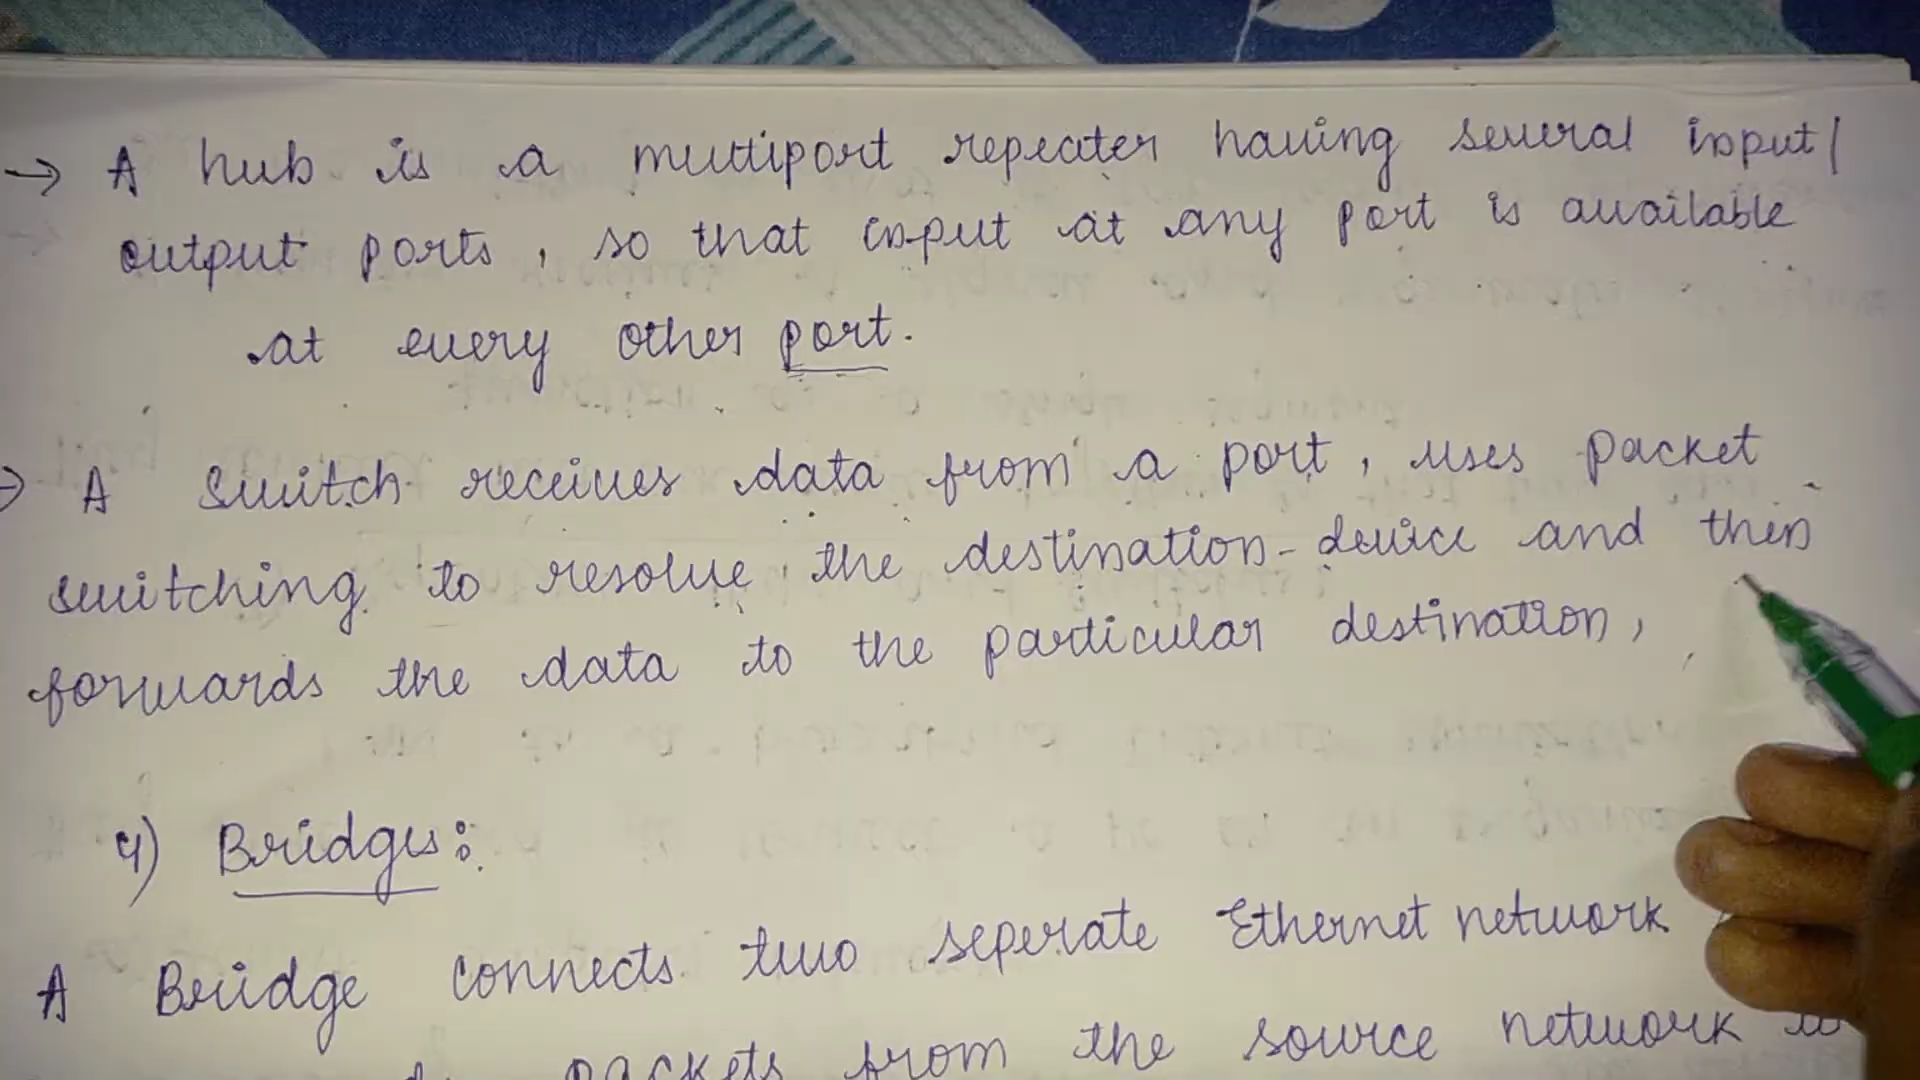 → A hub is a multiport repeater having several input/
output ports, so that input at any port is available
at every other port.
→ A switch receives data from a port, uses packet
switching to resolve the destination-device and then
forwards the data to the particular destination,
4) Bridges:
A Bridge connects two seperate Ethernet network
packets from the source network to